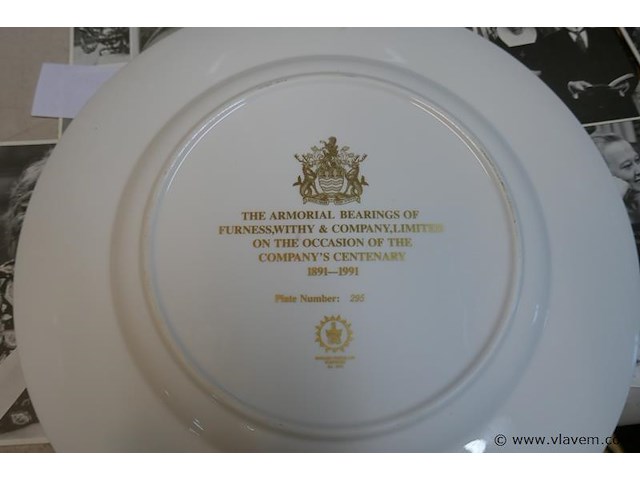 THE ARMORIAL BEARINGS OF
FURNESS,WITHY & COMPANY,LIMITED
ON THE OCCASION OF THE
COMPANY'S CENTENARY
1891—1991
Plate Number: 295
© www.vlavem.c